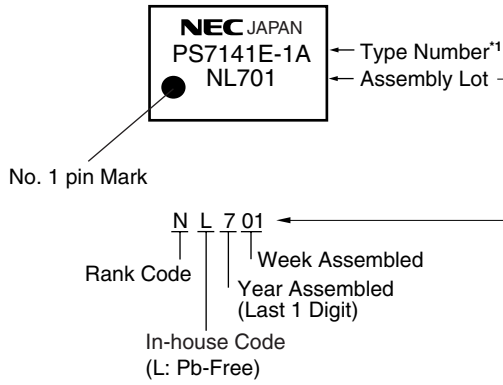 NEC JAPAN
PS7141E-1A
Type Number*1
NL701
Assembly Lot
No. 1 pin Mark
N L 7 01
Rank Code
Week Assembled
Year Assembled
(Last 1 Digit)
In-house Code
(L: Pb-Free)